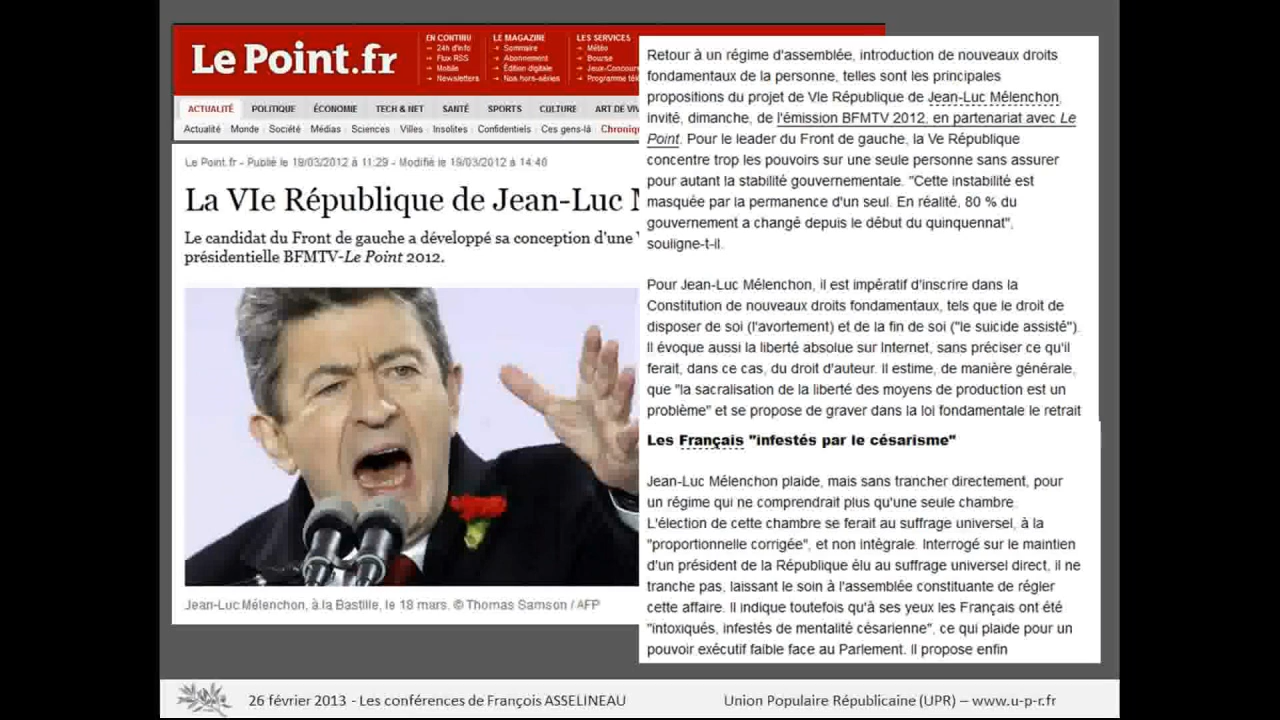 Le Point.fr
EN CONTINU
→ 24h d'info
→ Flux RSS
→ Mobile
→ Newsletters
LE MAGAZINE
→ Sommaire
→ Abonnement
→ Édition digitale
→ Nos hors-séries
LES SERVICES
→ Météo
→ Bourse
→ Jeux-Concours
→ Programme
ACTUALITÉ POLITIQUE ÉCONOMIE TECH & NET SANTÉ SPORTS CULTURE ART DE
Actualité Monde Société Médias Sciences Villes Insolites Confidentiels Ces gens-là
Le Point.fr - Publié le 19/03/2012 à 11:29 - Modifié le 19/03/2012 à 14:40
La VIe République de Jean-Luc
Le candidat du Front de gauche a développé sa conception d'une
présidentielle BFMTV-Le Point 2012.
Jean-Luc Mélenchon, à la Bastille, le 18 mars. © Thomas Samson / AFP
Retour à un régime d'assemblée, introduction de nouveaux droits
fondamentaux de la personne, telles sont les principales
propositions du projet de VIe République de Jean-Luc Mélenchon,
invité, dimanche, de l'émission BFMTV 2012, en partenariat avec Le
Point. Pour le leader du Front de gauche, la Ve République
concentre trop les pouvoirs sur une seule personne sans assurer
pour autant la stabilité gouvernementale. "Cette instabilité est
masquée par la permanence d'un seul. En réalité, 80 % du
gouvernement a changé depuis le début du quinquennat",
souligne-t-il.
Pour Jean-Luc Mélenchon, il est impératif d'inscrire dans la
Constitution de nouveaux droits fondamentaux, tels que le droit de
disposer de soi (l'avortement) et de la fin de soi ("le suicide assisté").
Il évoque aussi la liberté absolue sur Internet, sans préciser ce qu'il
ferait, dans ce cas, du droit d'auteur. Il estime, de manière générale,
que "la sacralisation de la liberté des moyens de production est un
problème" et se propose de graver dans la loi fondamentale le retrait
Les Français "infestés par le césarisme"
Jean-Luc Mélenchon plaide, mais sans trancher directement, pour
un régime qui ne comprendrait plus qu'une seule chambre.
L'élection de cette chambre se ferait au suffrage universel, à la
"proportionnelle corrigée", et non intégrale. Interrogé sur le maintien
d'un président de la République élu au suffrage universel direct, il ne
tranche pas, laissant le soin à l'assemblée constituante de régler
cette affaire. Il indique toutefois qu'à ses yeux les Français ont été
"intoxiqués, infestés de mentalité césarienne", ce qui plaide pour un
pouvoir exécutif faible face au Parlement. Il propose enfin
26 février 2013 - Les conférences de François ASSELINEAU
Union Populaire Républicaine (UPR) – www.u-p-r.fr